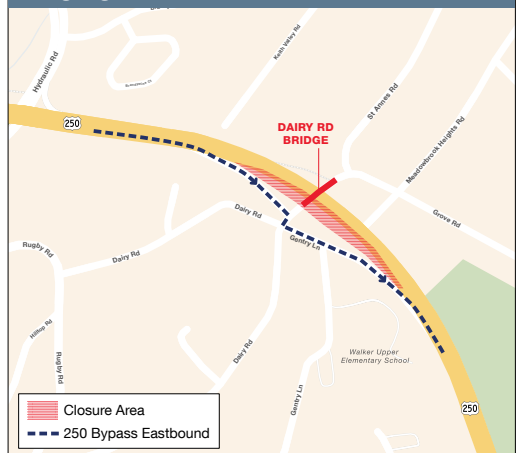 Hydraulic Rd
Keith Valley Rd
250
St Annes Rd
Meadowbrook Heights Rd
DAIRY RD
BRIDGE
Grove Rd
Dairy Rd
Gentry Ln
Rugby Rd
Dairy Rd
Hilltop Rd
Rugby Rd
Dairy Rd
Gentry Ln
Walker Upper
Elementary School
250
Closure Area
250 Bypass Eastbound